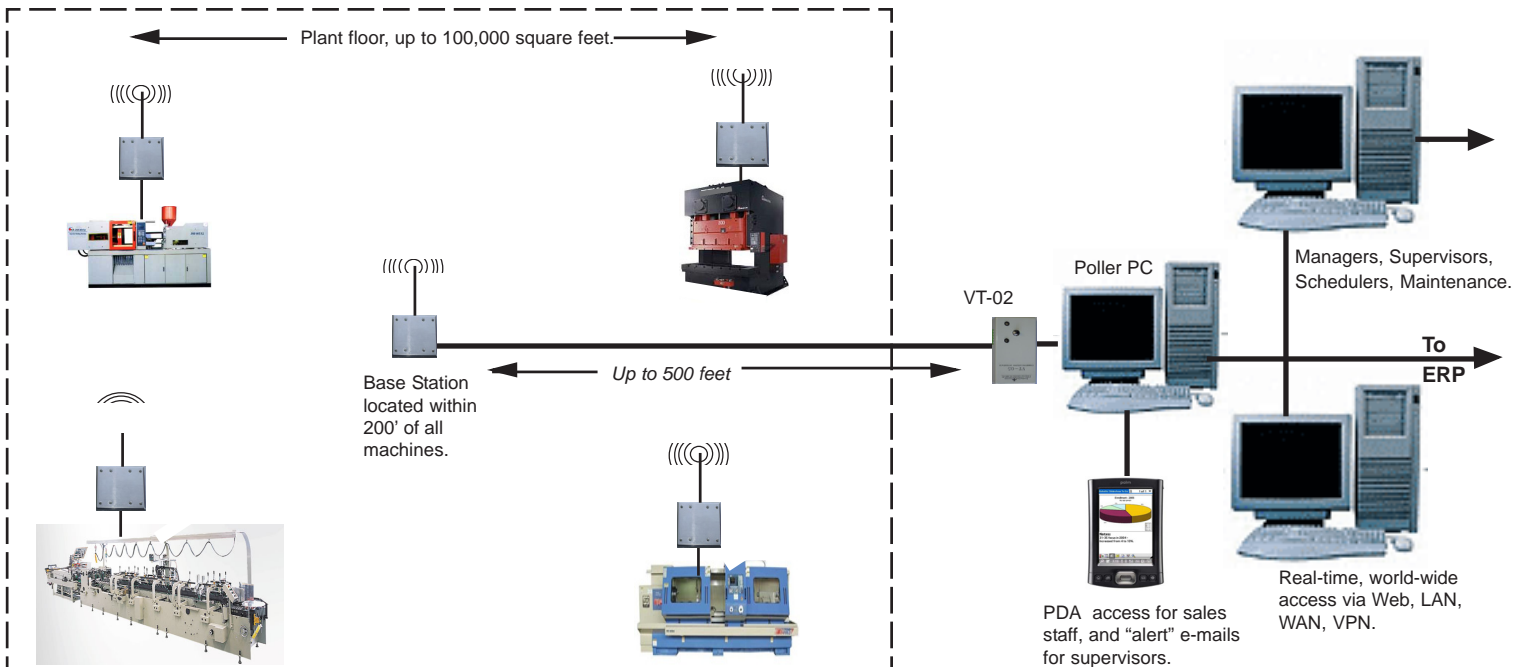 Plant floor, up to 100,000 square feet.
Poller PC
VT-02
Managers, Supervisors,
Schedulers, Maintenance.
To
ERP
Up to 500 feet
Base Station
located within
200’ of all
machines.
PDA  access for sales
staff, and “alert” e-mails
for supervisors.
Real-time, world-wide
access via Web, LAN,
WAN, VPN.